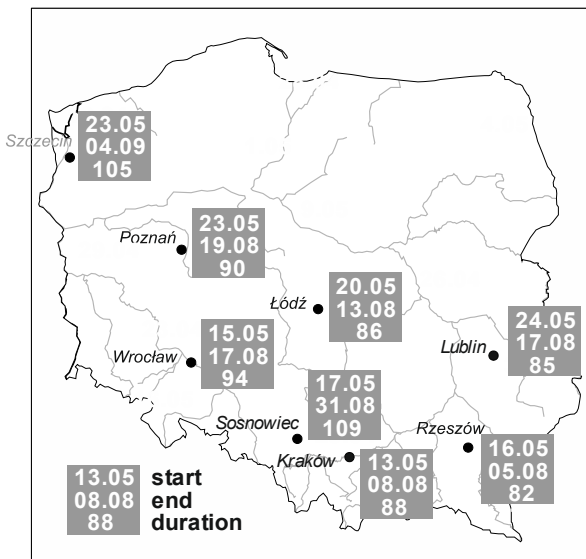 Szczecin
23.05
04.09
105
Poznań
23.05
19.08
90
Łódź
20.05
13.08
86
Wrocław
15.05
17.08
94
Lublin
24.05
17.08
85
Sosnowiec
17.05
31.08
109
Kraków
13.05
08.08
88
Rzeszów
16.05
05.08
82
13.05 start
08.08 end
88 duration